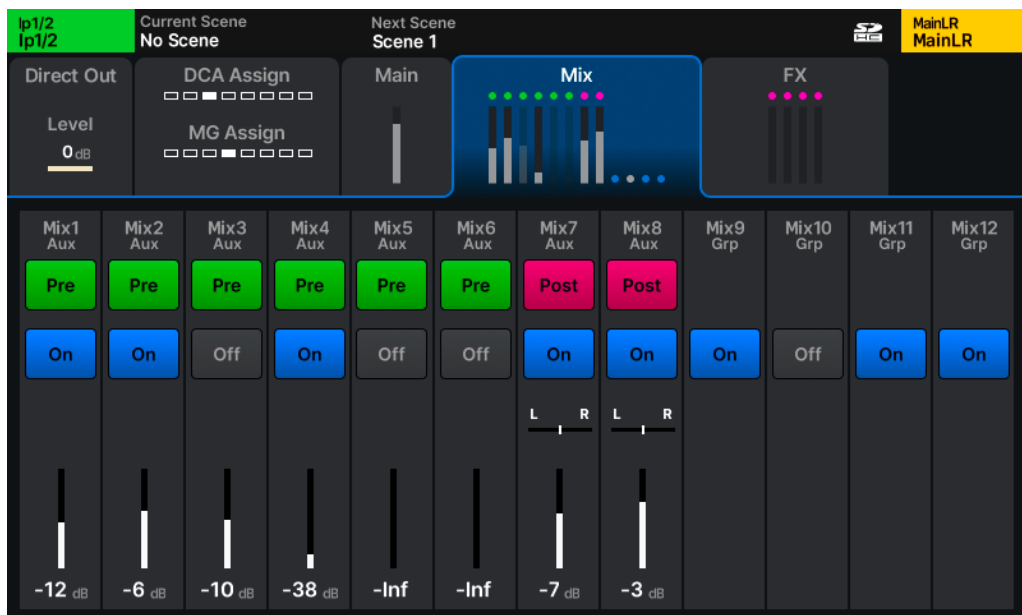 Ip1/2
Ip1/2
Current Scene
No Scene
Next Scene
Scene 1
SD
HC
MainLR
MainLR
Direct Out
Level
0 dB
DCA Assign
MG Assign
Main
Mix
FX
Mix1 Mix2 Mix3 Mix4 Mix5 Mix6 Mix7 Mix8 Mix9 Mix10 Mix11 Mix12
Aux Aux Aux Aux Aux Aux Aux Aux Grp Grp Grp Grp
Pre Pre Pre Pre Pre Pre Post Post
On On Off On Off Off On On On Off On On
L R L R
-12 dB -6 dB -10 dB -38 dB -Inf -Inf -7 dB -3 dB